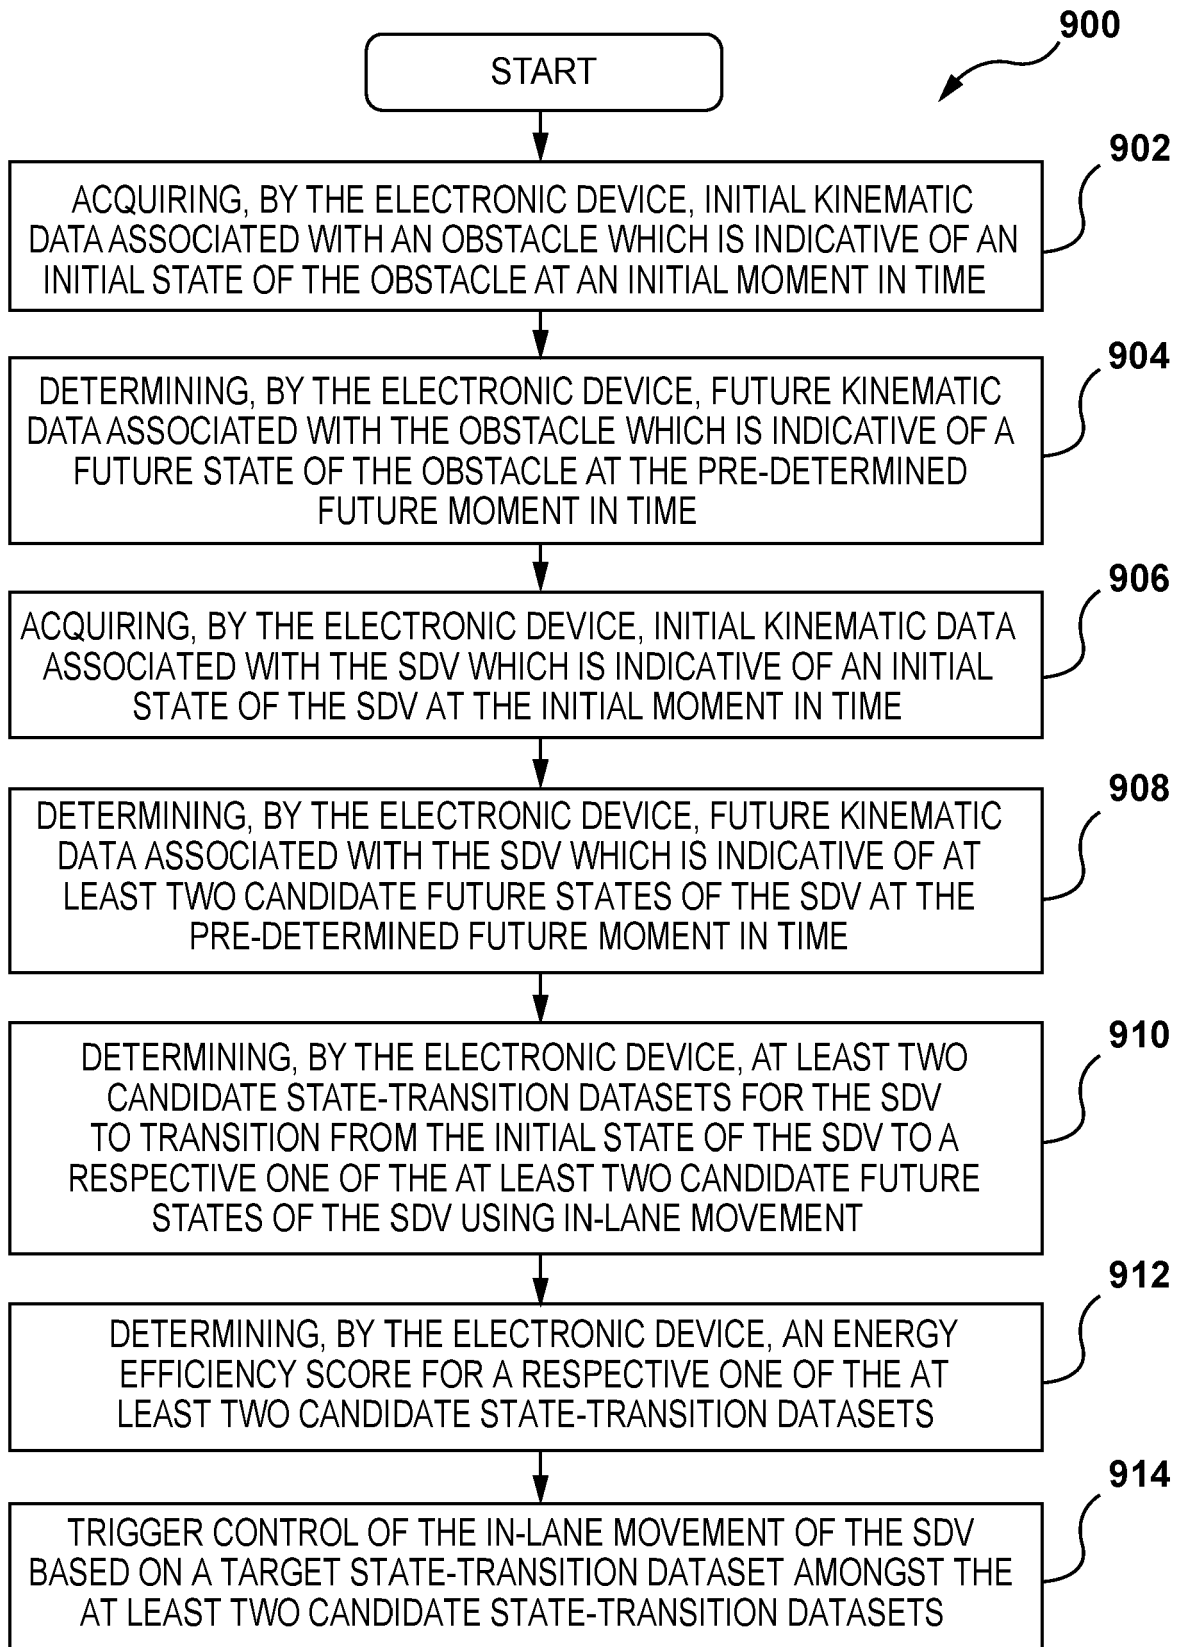 900
START
902
ACQUIRING, BY THE ELECTRONIC DEVICE, INITIAL KINEMATIC
DATA ASSOCIATED WITH AN OBSTACLE WHICH IS INDICATIVE OF AN
INITIAL STATE OF THE OBSTACLE AT AN INITIAL MOMENT IN TIME
904
DETERMINING, BY THE ELECTRONIC DEVICE, FUTURE KINEMATIC
DATA ASSOCIATED WITH THE OBSTACLE WHICH IS INDICATIVE OF A
FUTURE STATE OF THE OBSTACLE AT THE PRE-DETERMINED
FUTURE MOMENT IN TIME
906
ACQUIRING, BY THE ELECTRONIC DEVICE, INITIAL KINEMATIC DATA
ASSOCIATED WITH THE SDV WHICH IS INDICATIVE OF AN INITIAL
STATE OF THE SDV AT THE INITIAL MOMENT IN TIME
908
DETERMINING, BY THE ELECTRONIC DEVICE, FUTURE KINEMATIC
DATA ASSOCIATED WITH THE SDV WHICH IS INDICATIVE OF AT
LEAST TWO CANDIDATE FUTURE STATES OF THE SDV AT THE
PRE-DETERMINED FUTURE MOMENT IN TIME
910
DETERMINING, BY THE ELECTRONIC DEVICE, AT LEAST TWO
CANDIDATE STATE-TRANSITION DATASETS FOR THE SDV
TO TRANSITION FROM THE INITIAL STATE OF THE SDV TO A
RESPECTIVE ONE OF THE AT LEAST TWO CANDIDATE FUTURE
STATES OF THE SDV USING IN-LANE MOVEMENT
912
DETERMINING, BY THE ELECTRONIC DEVICE, AN ENERGY
EFFICIENCY SCORE FOR A RESPECTIVE ONE OF THE AT
LEAST TWO CANDIDATE STATE-TRANSITION DATASETS
914
TRIGGER CONTROL OF THE IN-LANE MOVEMENT OF THE SDV
BASED ON A TARGET STATE-TRANSITION DATASET AMONGST THE
AT LEAST TWO CANDIDATE STATE-TRANSITION DATASETS